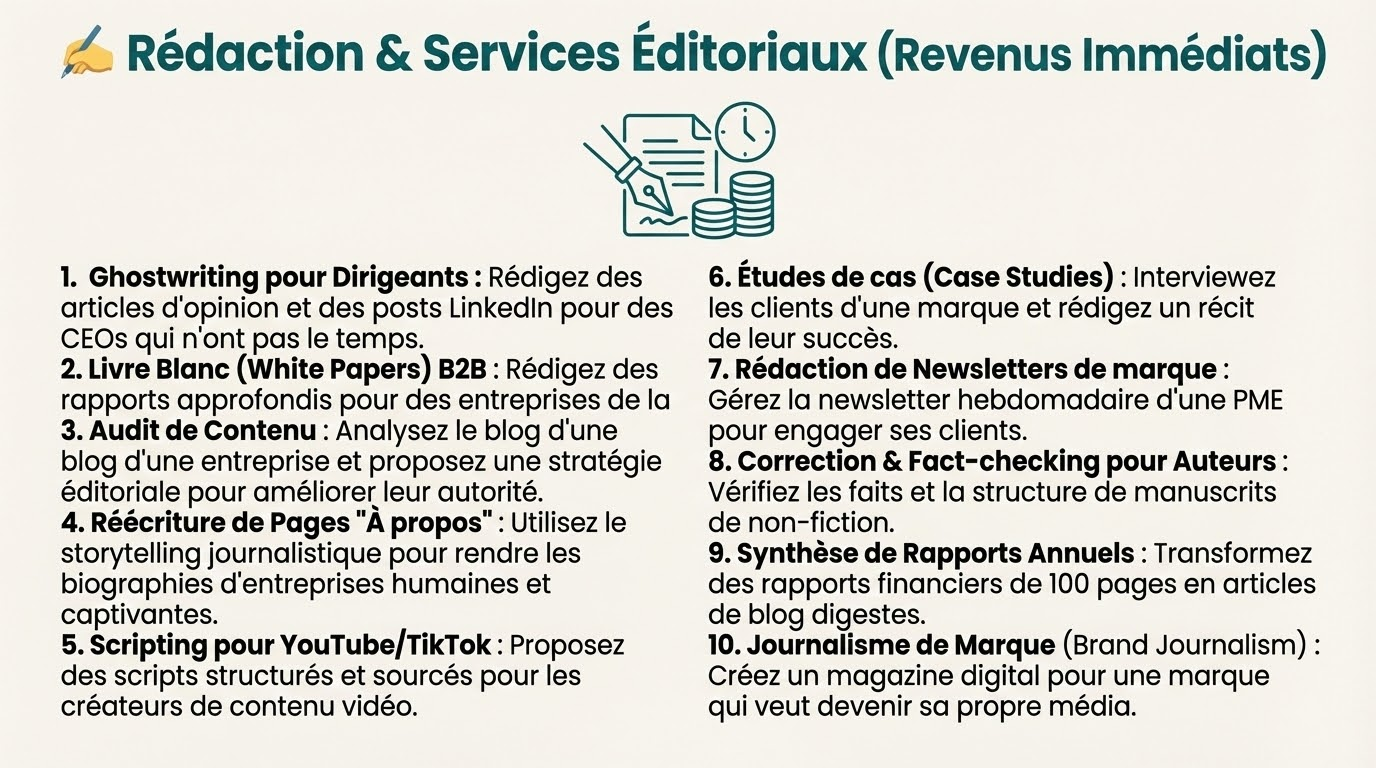 ✍️ Rédaction & Services Éditoriaux (Revenus Immédiats)
1. Ghostwriting pour Dirigeants : Rédigez des
articles d'opinion et des posts LinkedIn pour des
CEOs qui n'ont pas le temps.
2. Livre Blanc (White Papers) B2B : Rédigez des
rapports approfondis pour des entreprises de la
3. Audit de Contenu : Analysez le blog d'une
blog d'une entreprise et proposez une stratégie
éditoriale pour améliorer leur autorité.
4. Réécriture de Pages "À propos" : Utilisez le
storytelling journalistique pour rendre les
biographies d'entreprises humaines et
captivantes.
5. Scripting pour YouTube/TikTok : Proposez
des scripts structurés et sourcés pour les
créateurs de contenu vidéo.
6. Études de cas (Case Studies) : Interviewez
les clients d'une marque et rédigez un récit
de leur succès.
7. Rédaction de Newsletters de marque :
Gérez la newsletter hebdomadaire d'une PME
pour engager ses clients.
8. Correction & Fact-checking pour Auteurs :
Vérifiez les faits et la structure de manuscrits
de non-fiction.
9. Synthèse de Rapports Annuels : Transformez
des rapports financiers de 100 pages en articles
de blog digestes.
10. Journalisme de Marque (Brand Journalism) :
Créez un magazine digital pour une marque
qui veut devenir sa propre média.